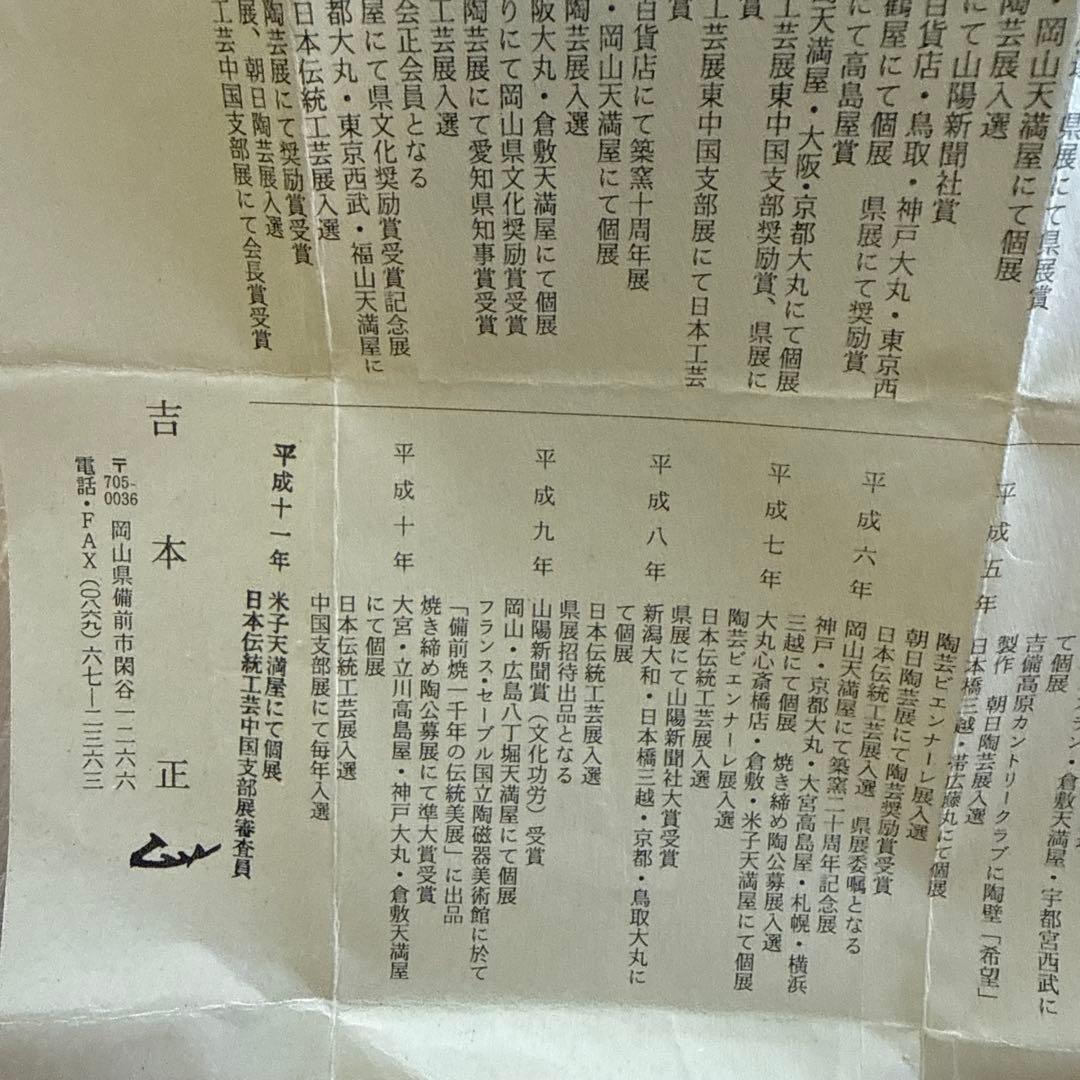 ・県展にて県展賞
・岡山天満屋にて個展
陶芸展入選
にて山陽新聞社賞
百貨店・鳥取・神戸大丸・東京西
鶴屋にて個展　県展にて奨励賞
にて高島屋賞
天満屋・大阪・京都大丸にて個展
工芸展東中国支部奨励賞、県展に
賞
工芸展東中国支部展にて日本工芸
賞
百貨店にて築窯十周年展
・岡山天満屋にて個展
陶芸展入選
阪大丸・倉敷天満屋にて個展
りにて岡山県文化奨励賞受賞
陶芸展にて愛知県知事賞受賞
工芸展入選
会正会員となる
屋にて県文化奨励賞受賞記念展
都大丸・東京西武・福山天満屋に
日本伝統工芸展入選
陶芸展にて奨励賞受賞
展、朝日陶芸展入選
工芸中国支部展にて会長賞受賞
ラン・倉敷天満屋・宇都宮西武に
て個展
吉備高原カントリークラブに陶壁「希望」
平成五年
製作　朝日陶芸展入選
日本橋三越・帯広藤丸にて個展
陶芸ビエンナーレ展入選
朝日陶芸展にて陶芸奨励賞受賞
日本伝統工芸展入選　県展委嘱となる
平成六年　岡山天満屋にて築窯二十周年記念展
神戸・京都大丸・大宮高島屋・札幌・横浜
三越にて個展　焼き締め陶公募展入選
平成七年　大丸心斎橋店・倉敷・米子天満屋にて個展
陶芸ビエンナーレ展入選
日本伝統工芸展入選
県展にて山陽新聞社大賞受賞
平成八年　新潟大和・日本橋三越・京都・鳥取大丸に
て個展
日本伝統工芸展入選
県展招待出品となる
平成九年　山陽新聞賞（文化功労）受賞
岡山・広島八丁堀天満屋にて個展
フランス・セーブル国立陶磁器美術館に於て
「備前焼一千年の伝統美展」に出品
焼き締め陶公募展にて準大賞受賞
平成十年　大宮・立川高島屋・神戸大丸・倉敷天満屋
にて個展
日本伝統工芸展入選
中国支部展にて毎年入選
平成十一年　米子天満屋にて個展
日本伝統工芸中国支部展審査員
吉本正
〒705-0036　岡山県備前市閑谷一二六六
電話・FAX（〇八六九）六七ー二三六三